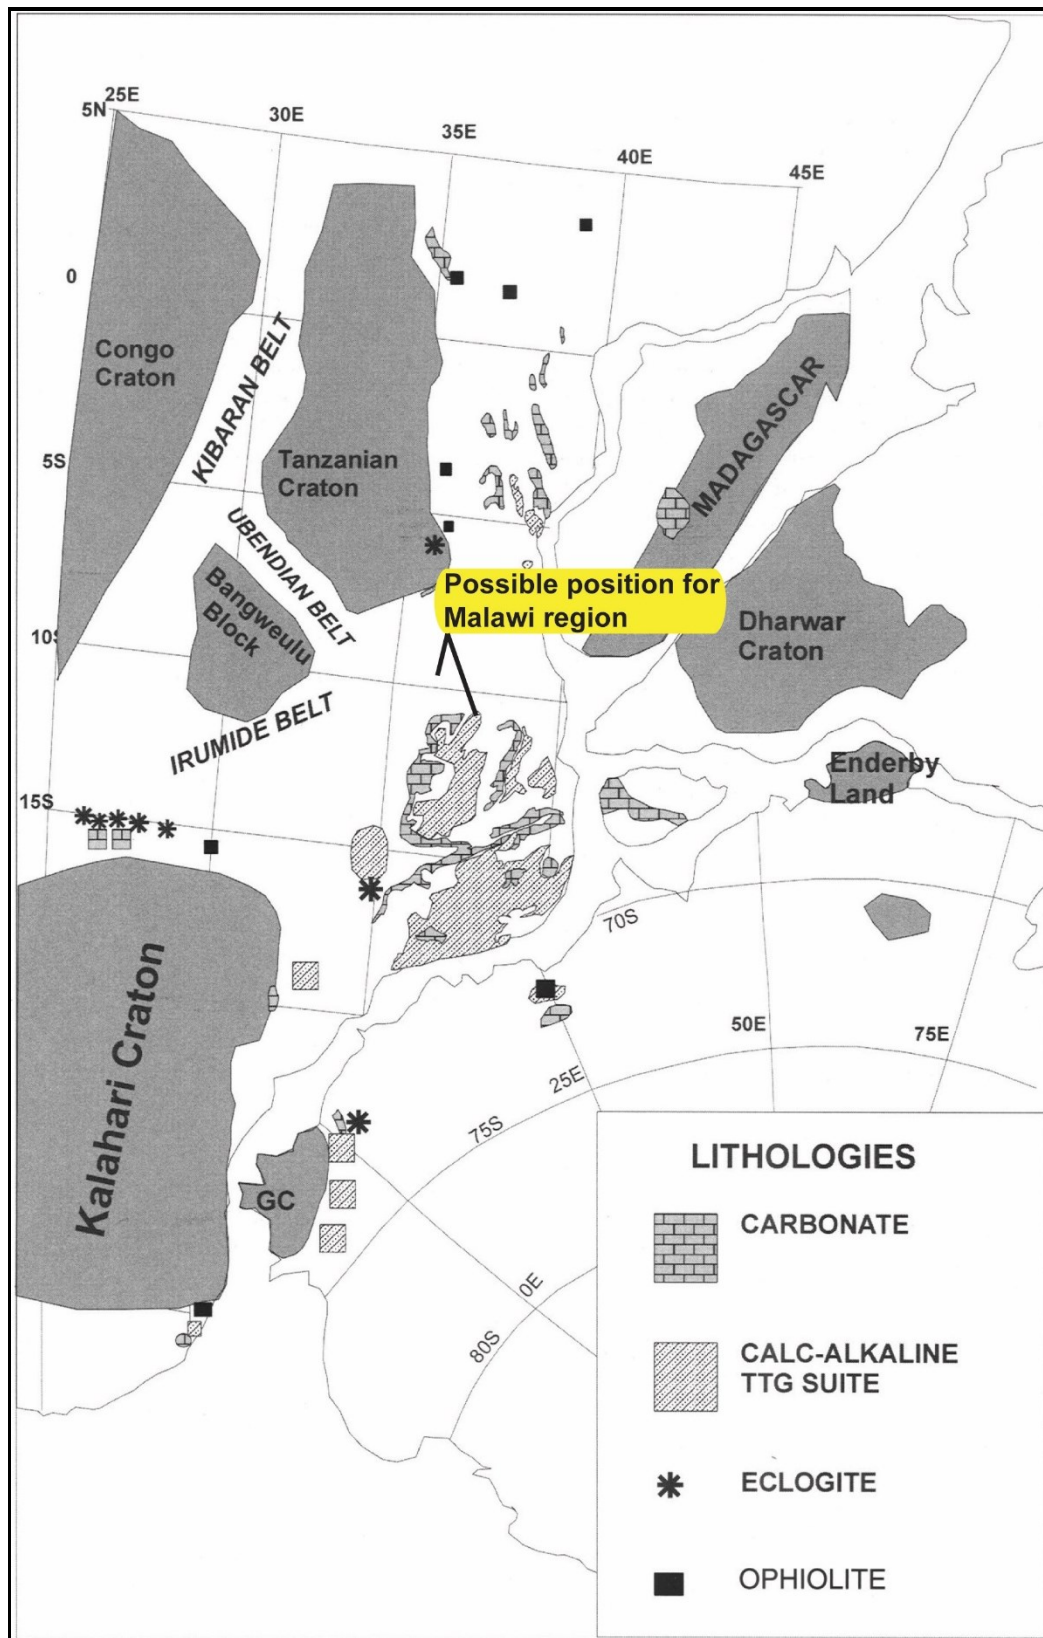 25E
5N
30E
35E
40E
45E
0
Congo
Craton
KIBARAN BELT
MADAGASCAR
Tanzanian
Craton
5S
UBENDIAN BELT
Possible position for
Malawi region
Bangweulu
Block
Dharwar
Craton
10S
IRUMIDE BELT
Enderby
Land
15S
70S
Kalahari Craton
50E
75E
25E
75S
GC
0E
80S
LITHOLOGIES
CARBONATE
CALC-ALKALINE
TTG SUITE
ECLOGITE
OPHIOLITE